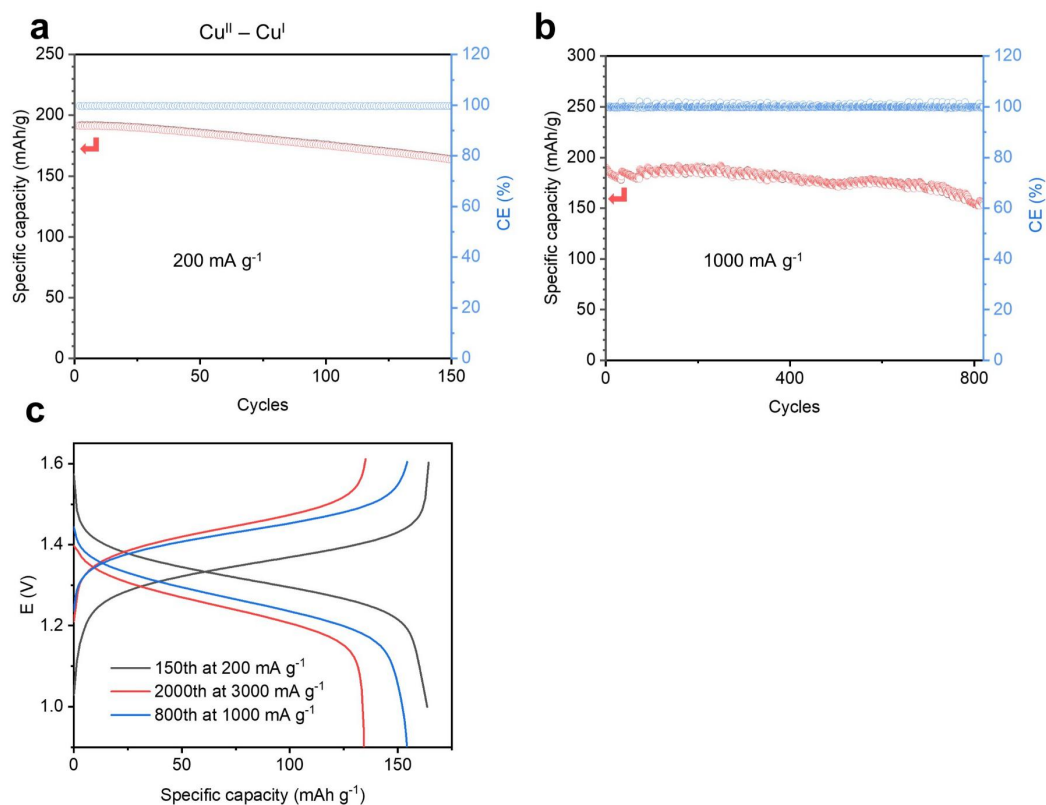 a
Cuᴵᴵ – Cuᴵ
250
200
150
100
50
0
Specific capacity (mAh/g)
120
100
80
60
40
20
0
CE (%)
200 mA g⁻¹
0
50
100
150
Cycles
b
300
250
200
150
100
50
0
Specific capacity (mAh/g)
120
100
80
60
40
20
0
CE (%)
1000 mA g⁻¹
0
400
800
Cycles
c
1.6
1.4
1.2
1.0
E (V)
150th at 200 mA g⁻¹
2000th at 3000 mA g⁻¹
800th at 1000 mA g⁻¹
0
50
100
150
Specific capacity (mAh g⁻¹)